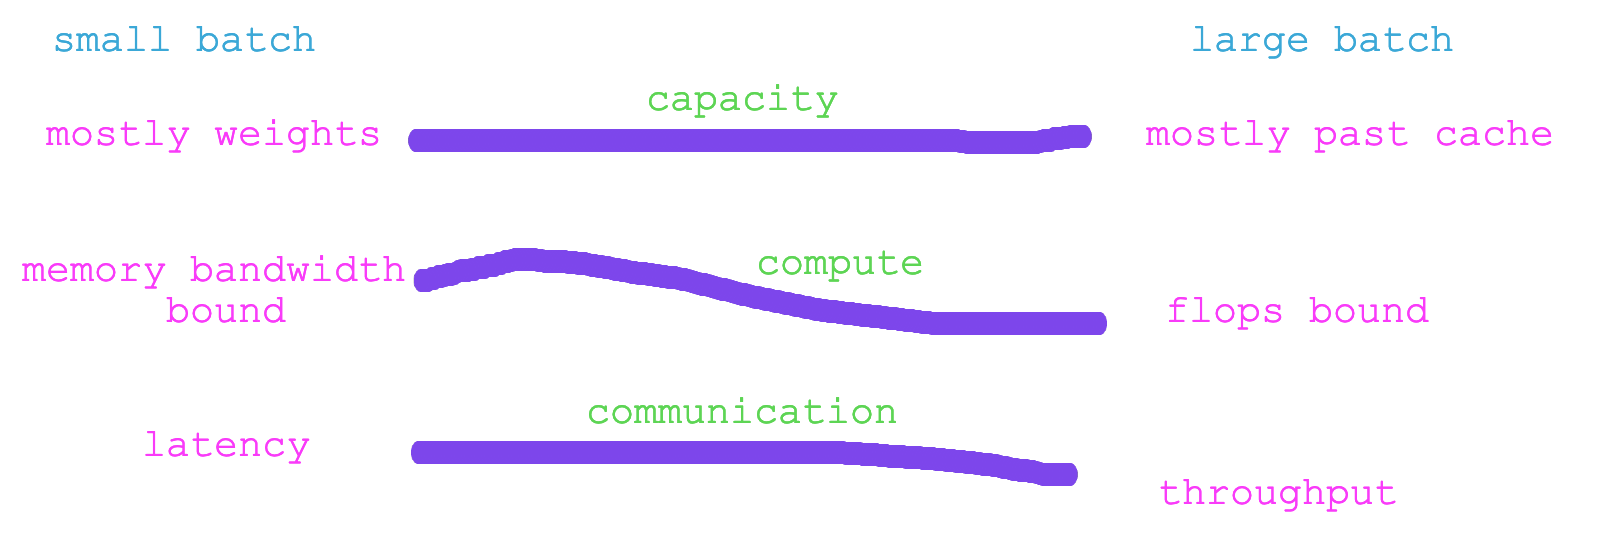 small batch
large batch
capacity
mostly weights
mostly past cache
compute
memory bandwidth
bound
flops bound
communication
latency
throughput